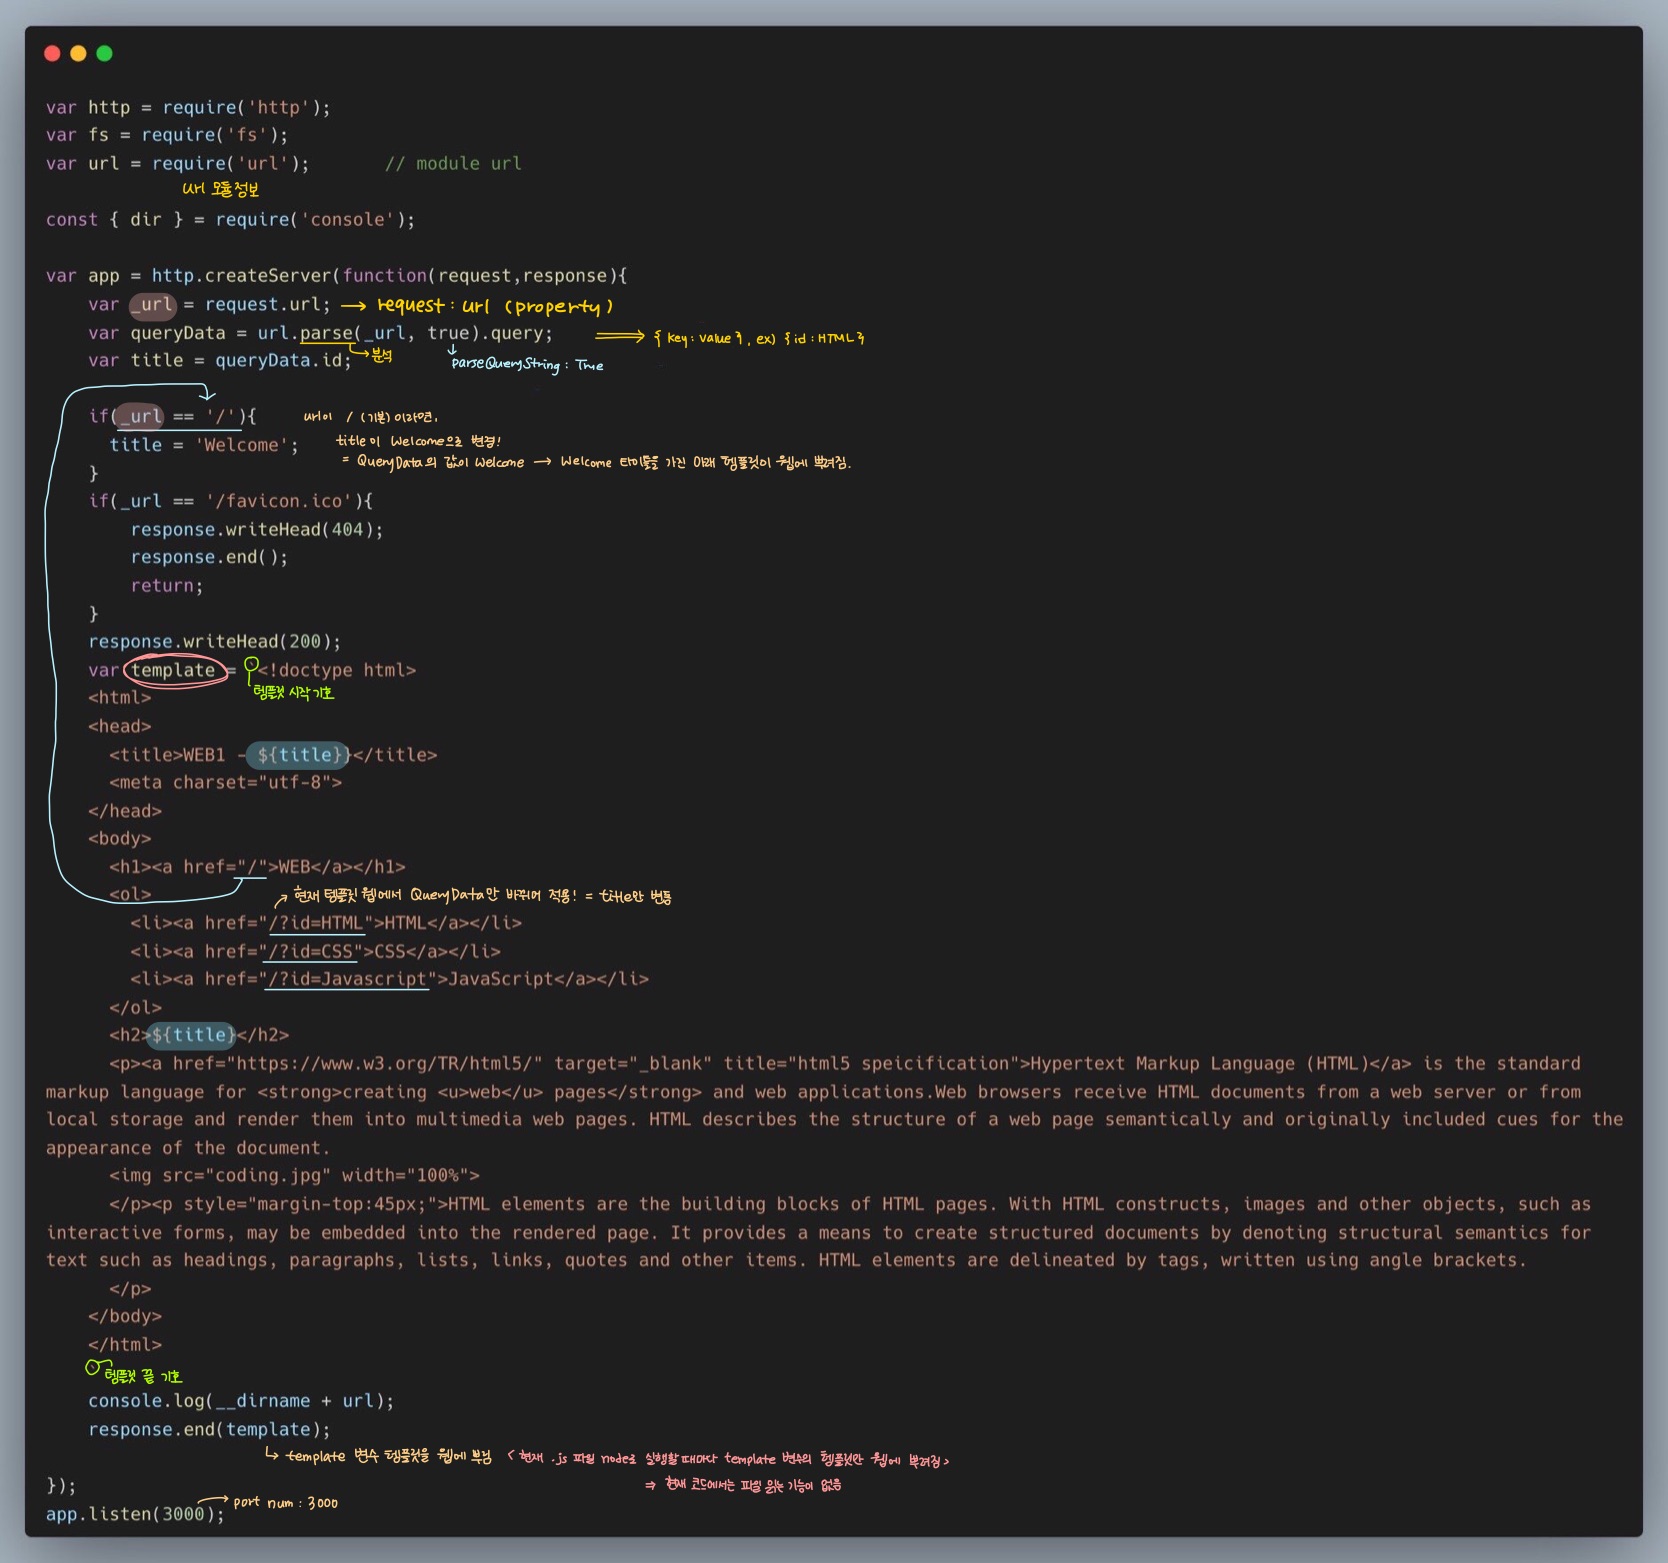 var http = require('http');
var fs = require('fs');
var url = require('url');       // module url
url 모듈정보
const { dir } = require('console');
var app = http.createServer(function(request,response){
var _url = request.url; → request : url (property)
var queryData = url.parse(_url, true).query; ⇒ { key : value }, ex) { id : HTML }
분석
var title = queryData.id;
parseQueryString : True
if(_url == '/'){ url이 / (기본) 이라면,
title = 'Welcome'; title이 Welcome으로 변경!
= QueryData의 값이 Welcome → Welcome 타이틀을 가진 아래 템플릿이 웹에 뿌려짐.
}
if(_url == '/favicon.ico'){
response.writeHead(404);
response.end();
return;
}
response.writeHead(200);
var template = `<!doctype html>
템플릿 시작 기호
<html>
<head>
<title>WEB1 - ${title}}</title>
<meta charset="utf-8">
</head>
<body>
<h1><a href="/">WEB</a></h1>
<ol> → 현재 템플릿 웹에서 QueryData만 바뀌어 적용! = title만 변동
<li><a href="/?id=HTML">HTML</a></li>
<li><a href="/?id=CSS">CSS</a></li>
<li><a href="/?id=Javascript">JavaScript</a></li>
</ol>
<h2>${title}</h2>
<p><a href="https://www.w3.org/TR/html5/" target="_blank" title="html5 speicification">Hypertext Markup Language (HTML)</a> is the standard
markup language for <strong>creating <u>web</u> pages</strong> and web applications.Web browsers receive HTML documents from a web server or from
local storage and render them into multimedia web pages. HTML describes the structure of a web page semantically and originally included cues for the
appearance of the document.
<img src="coding.jpg" width="100%">
</p><p style="margin-top:45px;">HTML elements are the building blocks of HTML pages. With HTML constructs, images and other objects, such as
interactive forms, may be embedded into the rendered page. It provides a means to create structured documents by denoting structural semantics for
text such as headings, paragraphs, lists, links, quotes and other items. HTML elements are delineated by tags, written using angle brackets.
</p>
</body>
</html>
` 템플릿 끝 기호
console.log(__dirname + url);
response.end(template);
→ template 변수 템플릿을 웹에 뿌림 < 현재 .js 파일 node로 실행할때마다 template 변수의 템플릿만 웹에 뿌려짐>
⇒ 현재 코드에서는 파일 읽는 기능이 없음
});
→ port num : 3000
app.listen(3000);